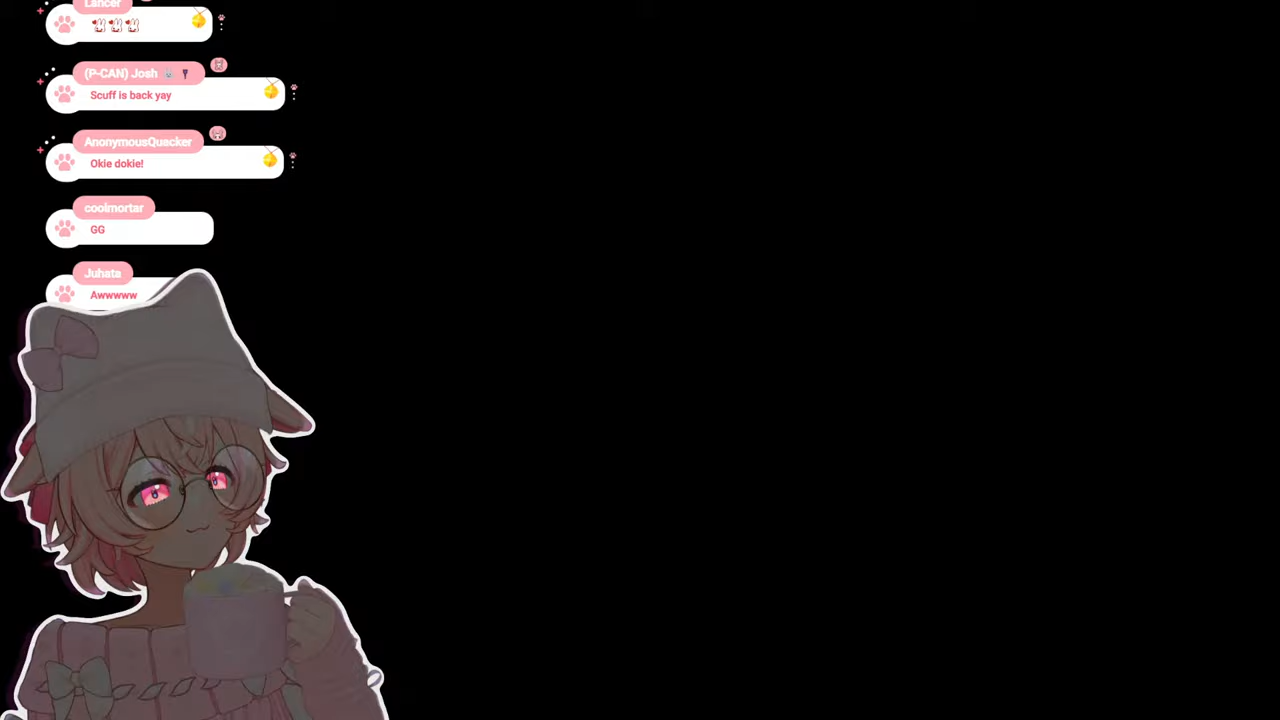 Lancer
(P-CAN) Josh
Scuff is back yay
AnonymousQuacker
Okie dokie!
coolmortar
GG
Juhata
Awwwww